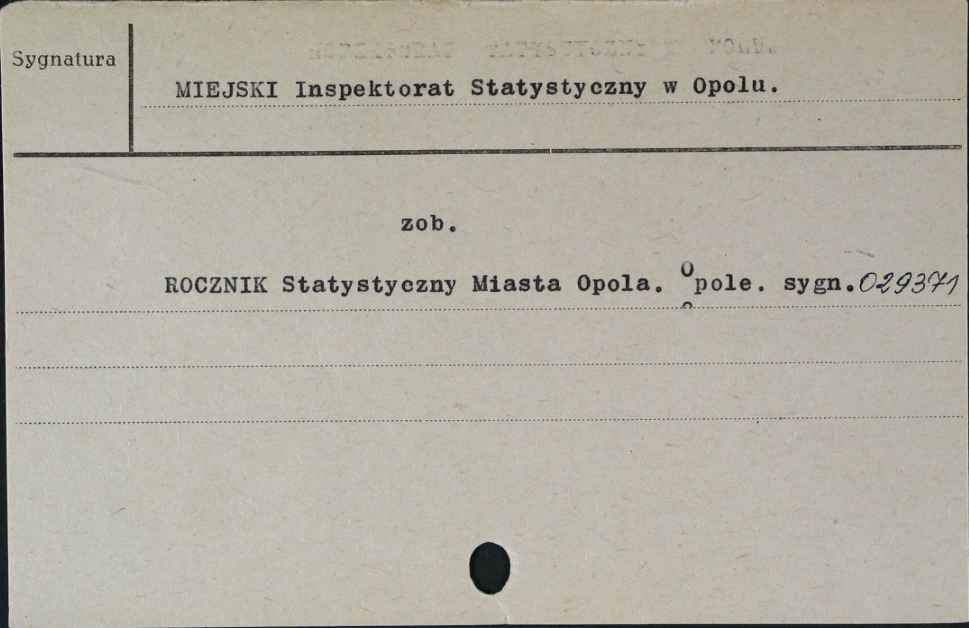 Sygnatura
MIEJSKI Inspektorat Statystyczny w Opolu.
zob.
ROCZNIK Statystyczny Miasta Opola. Opole. sygn. 029371